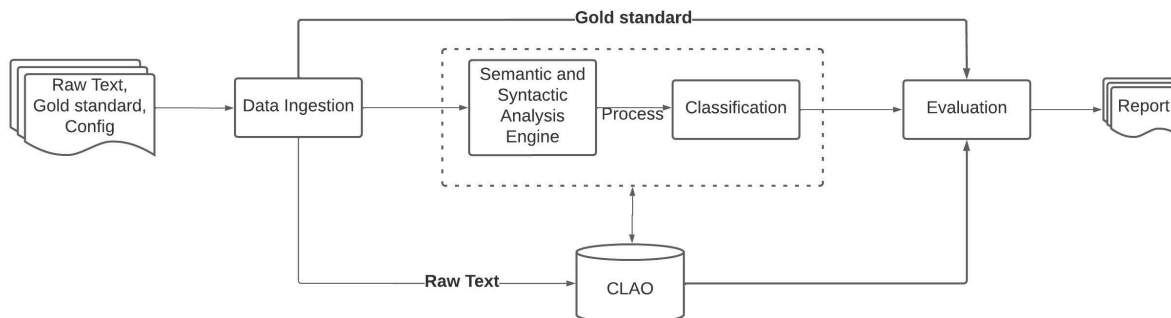 Gold standard
Raw Text,
Gold standard,
Config
Data Ingestion
Semantic and
Syntactic
Analysis
Engine
Process
Classification
Evaluation
Report
Raw Text
CLAO